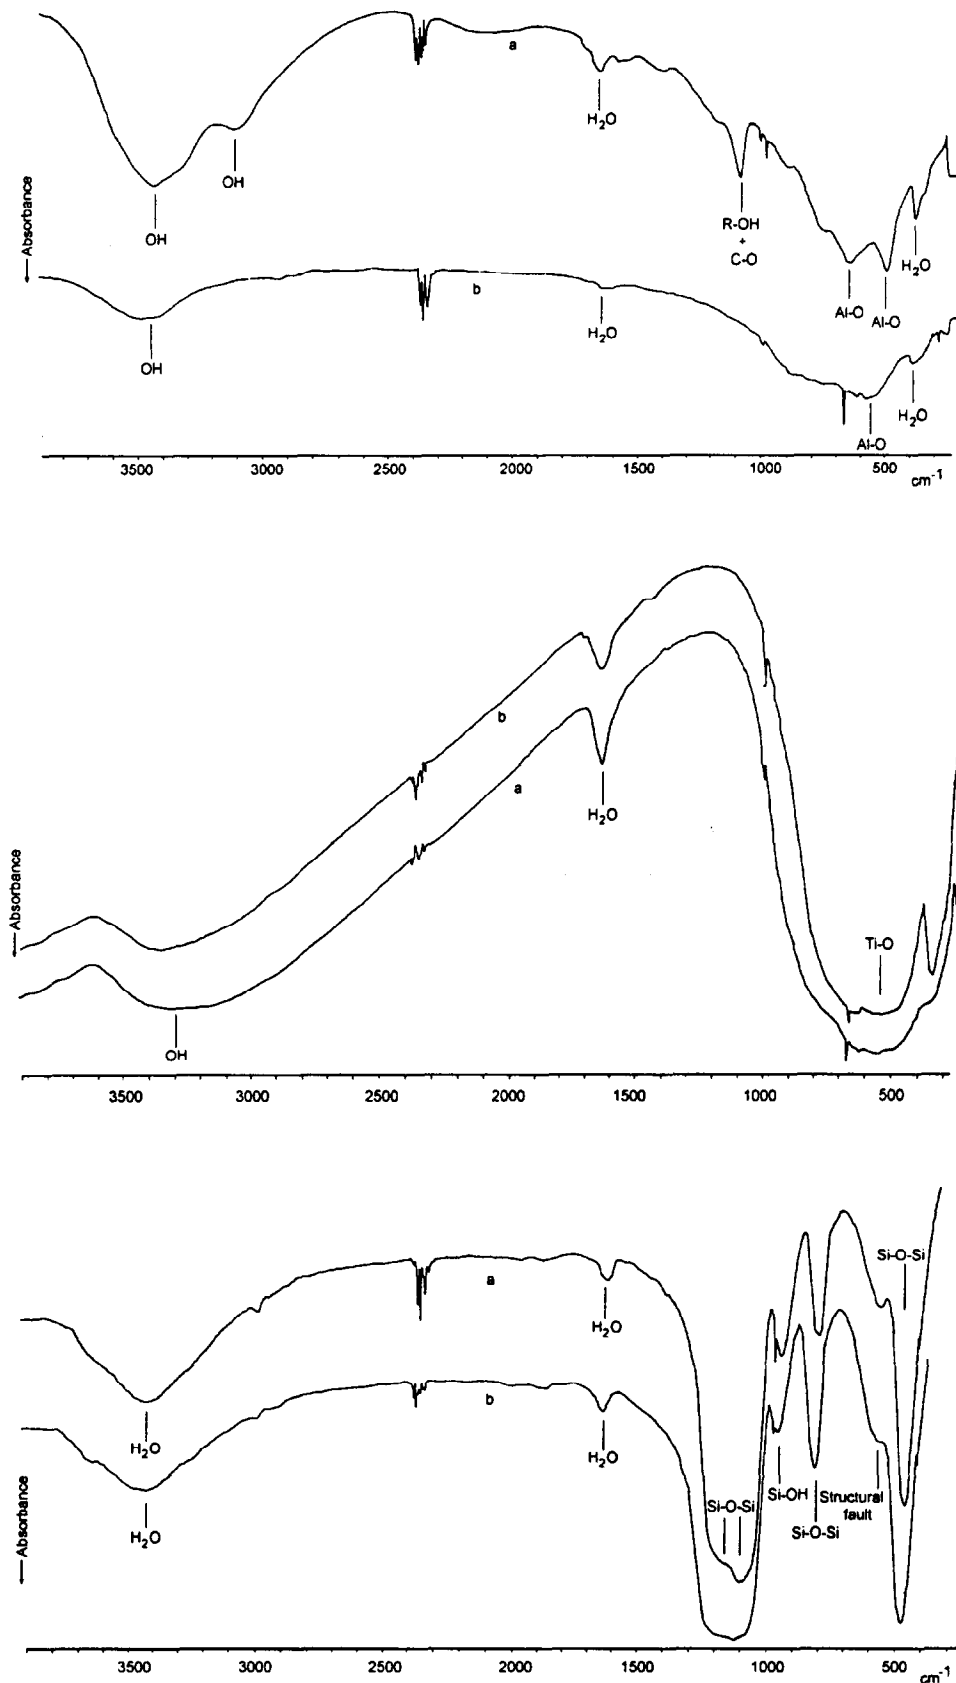 a
H₂O
OH
OH
R-OH
+
C-O
H₂O
Al-O
Al-O
← Absorbance
b
H₂O
OH
H₂O
Al-O
3500 3000 2500 2000 1500 1000 500
cm⁻¹
b
a
H₂O
← Absorbance
Ti-O
OH
3500 3000 2500 2000 1500 1000 500
Si-O-Si
a
H₂O
b
H₂O
H₂O
Si-O-Si
Si-OH
Structural
fault
Si-O-Si
H₂O
← Absorbance
3500 3000 2500 2000 1500 1000 500
cm⁻¹